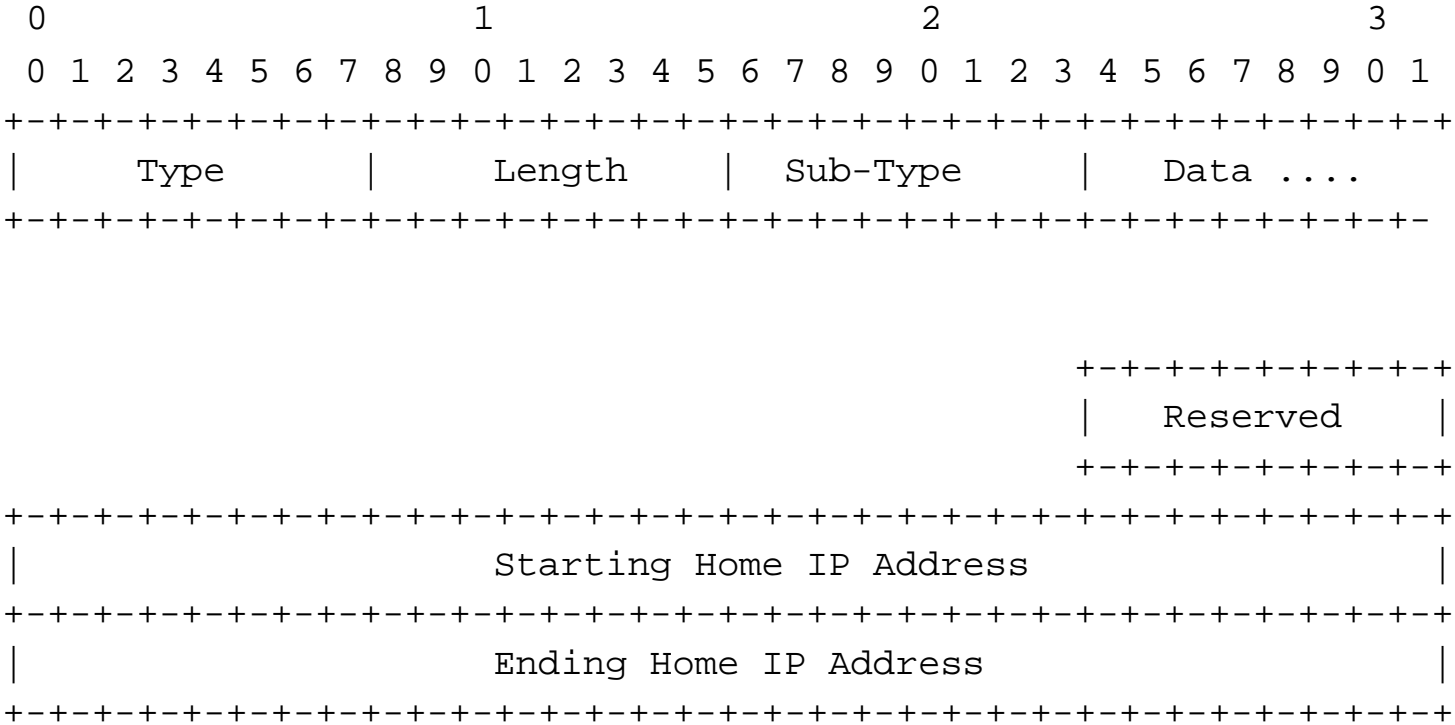 0                   1                   2                   3
0 1 2 3 4 5 6 7 8 9 0 1 2 3 4 5 6 7 8 9 0 1 2 3 4 5 6 7 8 9 0 1
+-+-+-+-+-+-+-+-+-+-+-+-+-+-+-+-+-+-+-+-+-+-+-+-+-+-+-+-+-+-+-+-+
|     Type      |     Length    |  Sub-Type     |   Data ....
+-+-+-+-+-+-+-+-+-+-+-+-+-+-+-+-+-+-+-+-+-+-+-+-+-+-+-+-+-+-+-+-
+-+-+-+-+-+-+-+-+
|   Reserved    |
+-+-+-+-+-+-+-+-+
+-+-+-+-+-+-+-+-+-+-+-+-+-+-+-+-+-+-+-+-+-+-+-+-+-+-+-+-+-+-+-+-+
|                     Starting Home IP Address                  |
+-+-+-+-+-+-+-+-+-+-+-+-+-+-+-+-+-+-+-+-+-+-+-+-+-+-+-+-+-+-+-+-+
|                     Ending Home IP Address                    |
+-+-+-+-+-+-+-+-+-+-+-+-+-+-+-+-+-+-+-+-+-+-+-+-+-+-+-+-+-+-+-+-+